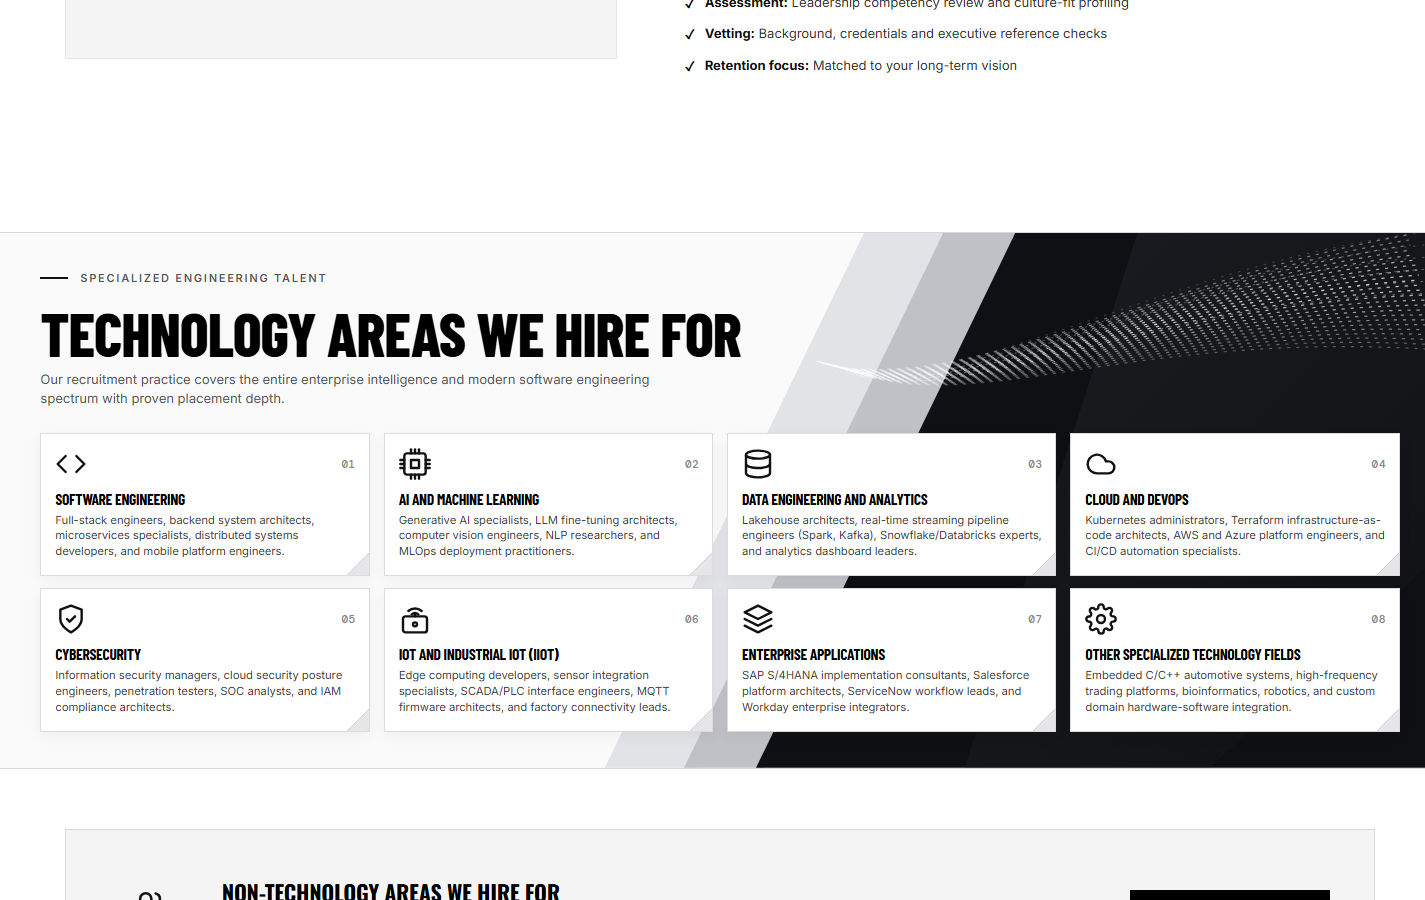 ✓ Assessment: Leadership competency review and culture-fit profiling
✓ Vetting: Background, credentials and executive reference checks
✓ Retention focus: Matched to your long-term vision
SPECIALIZED ENGINEERING TALENT
TECHNOLOGY AREAS WE HIRE FOR
Our recruitment practice covers the entire enterprise intelligence and modern software engineering
spectrum with proven placement depth.
01
SOFTWARE ENGINEERING
Full-stack engineers, backend system architects,
microservices specialists, distributed systems
developers, and mobile platform engineers.
02
AI AND MACHINE LEARNING
Generative AI specialists, LLM fine-tuning architects,
computer vision engineers, NLP researchers, and
MLOps deployment practitioners.
03
DATA ENGINEERING AND ANALYTICS
Lakehouse architects, real-time streaming pipeline
engineers (Spark, Kafka), Snowflake/Databricks experts,
and analytics dashboard leaders.
04
CLOUD AND DEVOPS
Kubernetes administrators, Terraform infrastructure-as-
code architects, AWS and Azure platform engineers, and
CI/CD automation specialists.
05
CYBERSECURITY
Information security managers, cloud security posture
engineers, penetration testers, SOC analysts, and IAM
compliance architects.
06
IOT AND INDUSTRIAL IOT (IIOT)
Edge computing developers, sensor integration
specialists, SCADA/PLC interface engineers, MQTT
firmware architects, and factory connectivity leads.
07
ENTERPRISE APPLICATIONS
SAP S/4HANA implementation consultants, Salesforce
platform architects, ServiceNow workflow leads, and
Workday enterprise integrators.
08
OTHER SPECIALIZED TECHNOLOGY FIELDS
Embedded C/C++ automotive systems, high-frequency
trading platforms, bioinformatics, robotics, and custom
domain hardware-software integration.
NON-TECHNOLOGY AREAS WE HIRE FOR